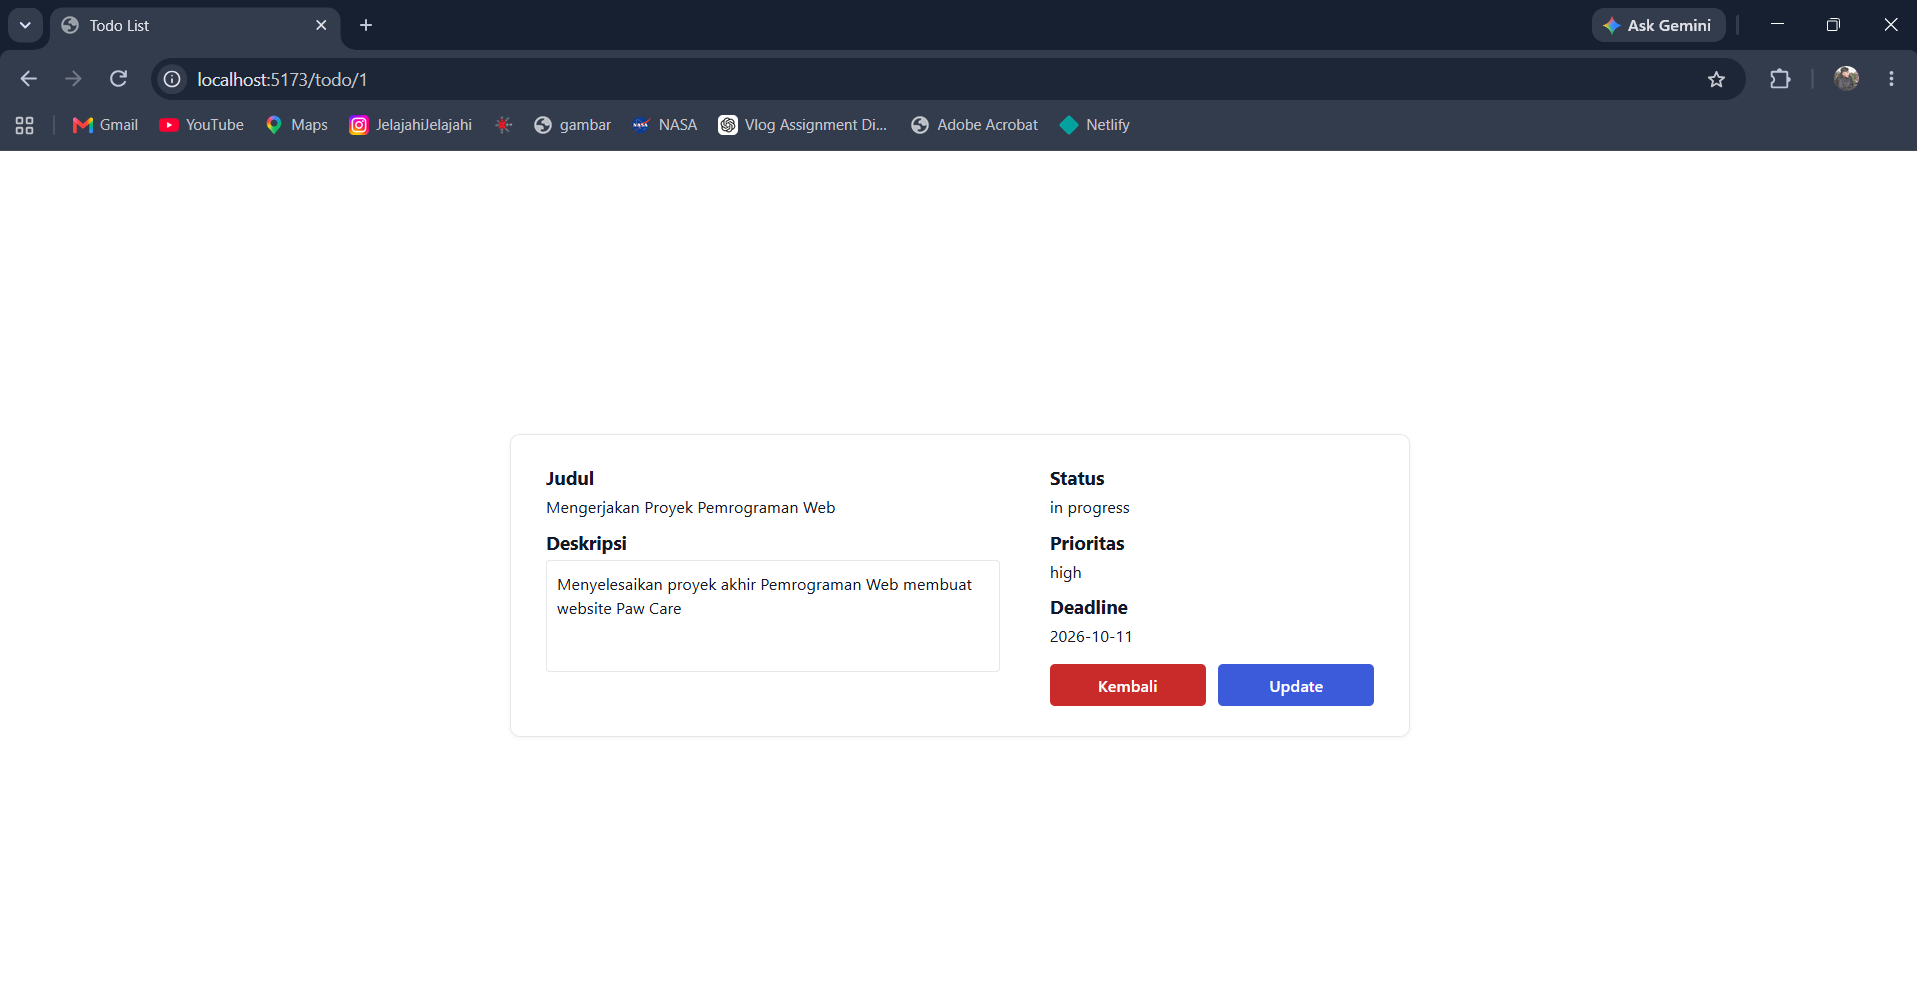 Todo List
Ask Gemini
localhost:5173/todo/1
Gmail
YouTube
Maps
JelajahiJelajahi
gambar
NASA
Vlog Assignment Di...
Adobe Acrobat
Netlify
Judul
Mengerjakan Proyek Pemrograman Web
Deskripsi
Menyelesaikan proyek akhir Pemrograman Web membuat
website Paw Care
Status
in progress
Prioritas
high
Deadline
2026-10-11
Kembali
Update